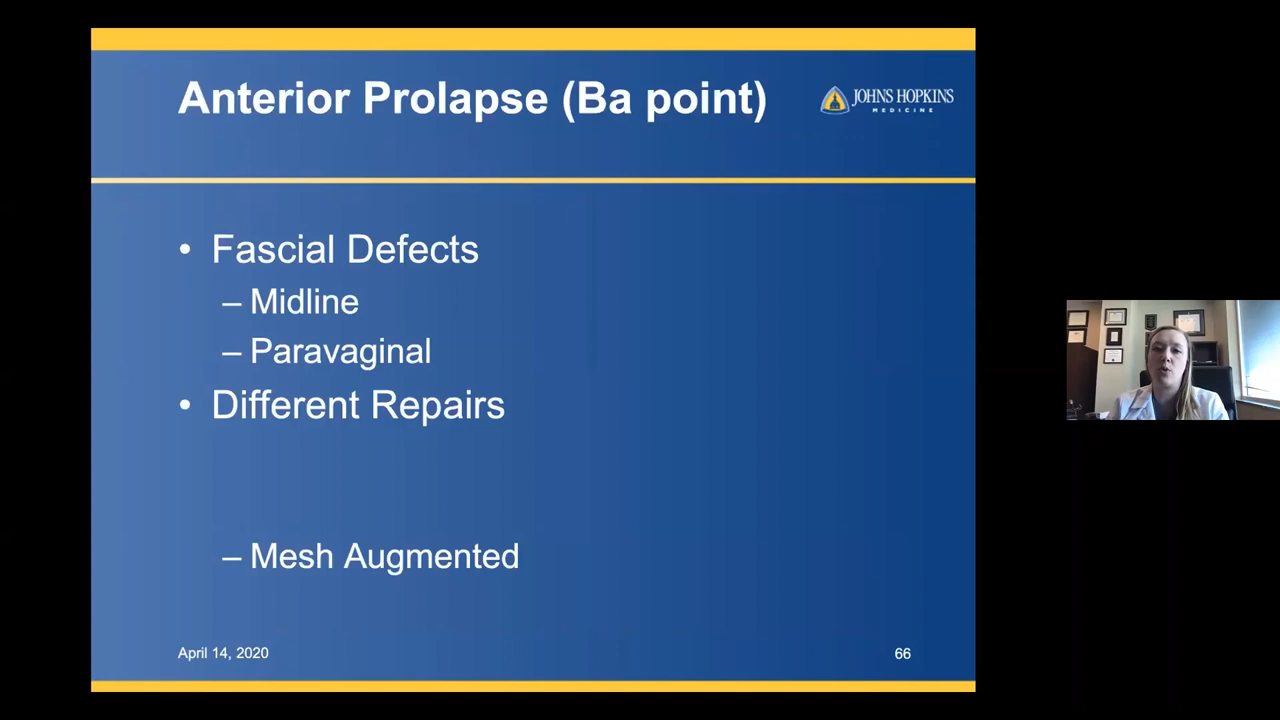 Anterior Prolapse (Ba point)
JOHNS HOPKINS
MEDICINE
• Fascial Defects
– Midline
– Paravaginal
• Different Repairs
– Mesh Augmented
April 14, 2020
66